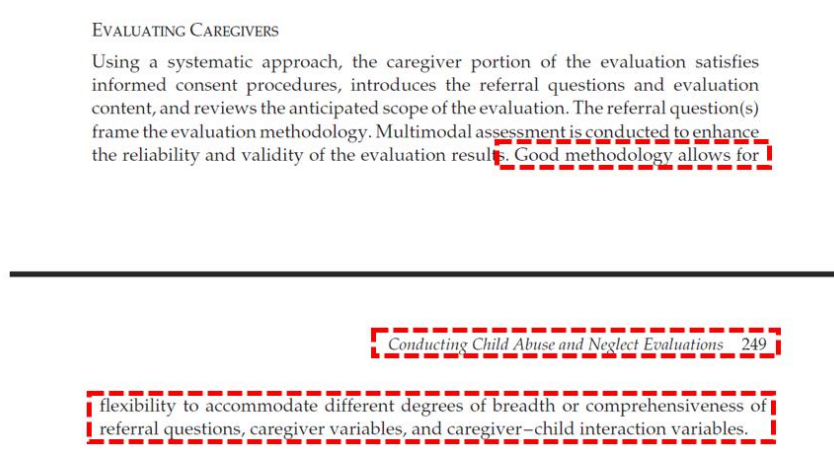 EVALUATING CAREGIVERS
Using a systematic approach, the caregiver portion of the evaluation satisfies
informed consent procedures, introduces the referral questions and evaluation
content, and reviews the anticipated scope of the evaluation. The referral question(s)
frame the evaluation methodology. Multimodal assessment is conducted to enhance
the reliability and validity of the evaluation results. Good methodology allows for
Conducting Child Abuse and Neglect Evaluations 249
flexibility to accommodate different degrees of breadth or comprehensiveness of
referral questions, caregiver variables, and caregiver–child interaction variables.